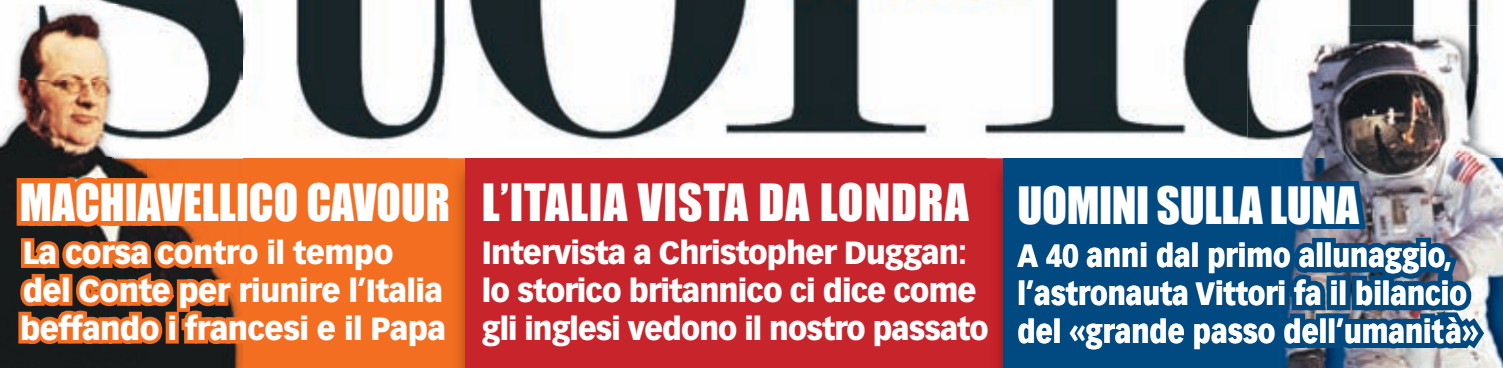 storia
MACHIAVELLICO CAVOUR
La corsa contro il tempo
del Conte per riunire l'Italia
beffando i francesi e il Papa
L'ITALIA VISTA DA LONDRA
Intervista a Christopher Duggan:
lo storico britannico ci dice come
gli inglesi vedono il nostro passato
UOMINI SULLA LUNA
A 40 anni dal primo allunaggio,
l'astronauta Vittori fa il bilancio
del «grande passo dell'umanità»